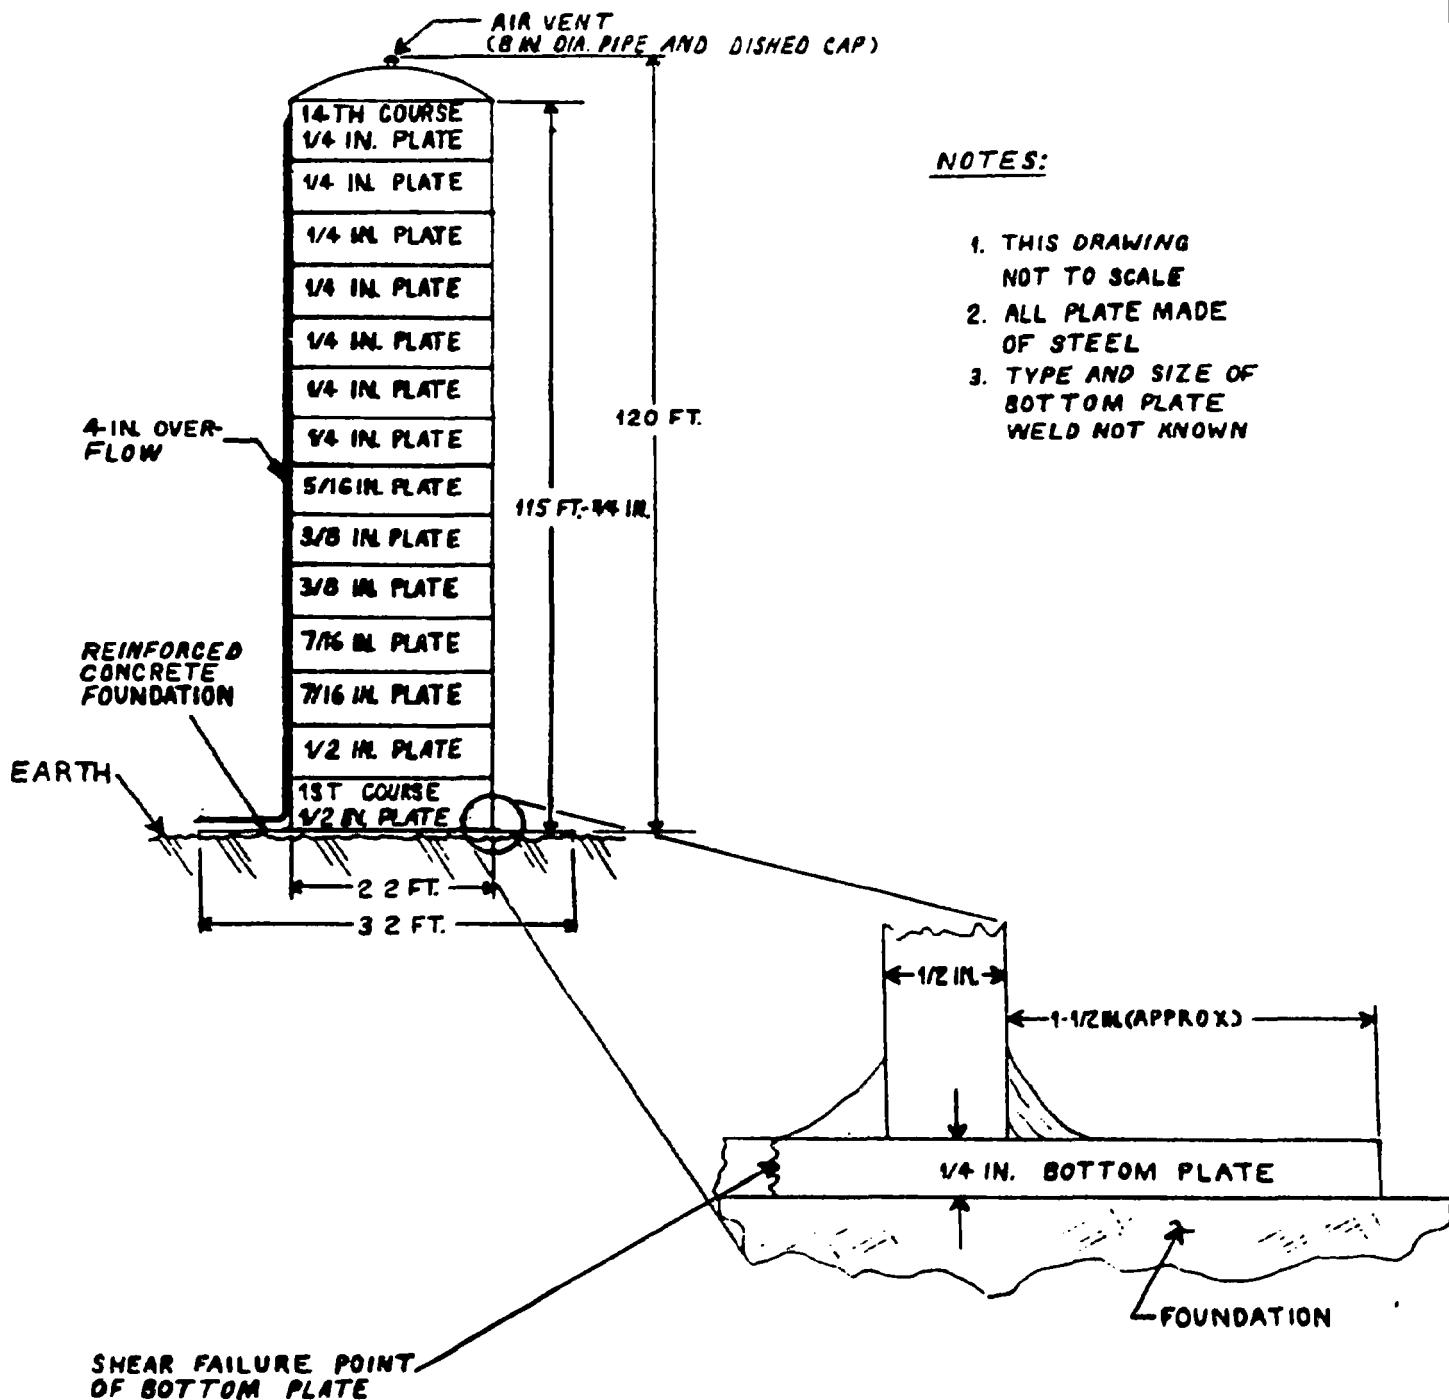 AIR VENT
(8 IN. DIA. PIPE AND DISHED CAP)
14TH COURSE
1/4 IN. PLATE
1/4 IN. PLATE
1/4 IN. PLATE
1/4 IN. PLATE
1/4 IN. PLATE
1/4 IN. PLATE
1/4 IN. PLATE
5/16 IN. PLATE
3/8 IN. PLATE
3/8 IN. PLATE
7/16 IN. PLATE
7/16 IN. PLATE
1/2 IN. PLATE
1ST COURSE
1/2 IN. PLATE
4-IN. OVER-
FLOW
REINFORCED
CONCRETE
FOUNDATION
EARTH
120 FT.
115 FT.-3/4 IN.
22 FT.
32 FT.
NOTES:
1. THIS DRAWING
NOT TO SCALE
2. ALL PLATE MADE
OF STEEL
3. TYPE AND SIZE OF
BOTTOM PLATE
WELD NOT KNOWN
1/2 IN.
1-1/2 IN. (APPROX)
1/4 IN. BOTTOM PLATE
FOUNDATION
SHEAR FAILURE POINT
OF BOTTOM PLATE